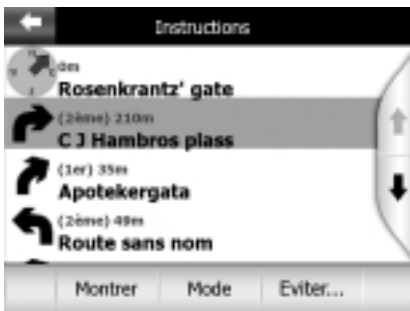 Instructions
0m
Rosenkrantz' gate
(2ème) 210m
C J Hambros plass
(1er) 35m
Apotekergata
(2ème) 49m
Route sans nom
Montrer Mode Eviter...